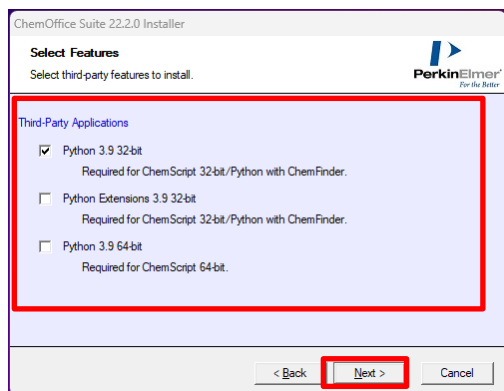 ChemOffice Suite 22.2.0 Installer
Select Features
Select third-party features to install.
PerkinElmer
For the Better
Third-Party Applications
Python 3.9 32-bit
Required for ChemScript 32-bit/Python with ChemFinder.
Python Extensions 3.9 32-bit
Required for ChemScript 32-bit/Python with ChemFinder.
Python 3.9 64-bit
Required for ChemScript 64-bit.
< Back
Next >
Cancel